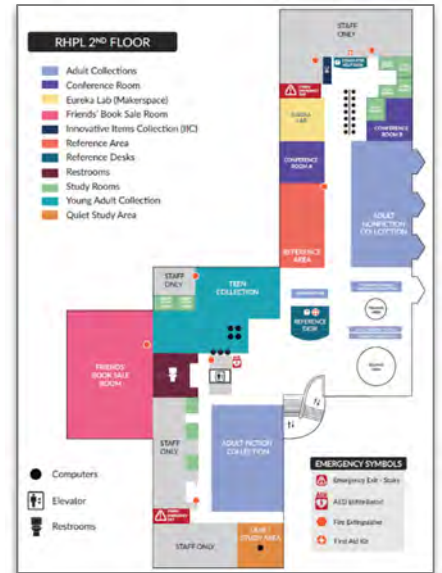 RHPL 2ND FLOOR
Adult Collections
Conference Room
Eureka Lab (Makerspace)
Friends' Book Sale Room
Innovative Items Collection (IIC)
Reference Area
Reference Desks
Restrooms
Study Rooms
Young Adult Collection
Quiet Study Area
STAFF
ONLY
IIC
EUREKA
LAB
CONFERENCE
ROOM B
CONFERENCE
ROOM A
ADULT
NONFICTION
COLLECTION
REFERENCE
AREA
STAFF
ONLY
TEEN
COLLECTION
REFERENCE
DESK
FRIENDS'
BOOK SALE
ROOM
STAFF
ONLY
ADULT FICTION
COLLECTION
STAFF ONLY
QUIET
STUDY AREA
Computers
Elevator
Restrooms
EMERGENCY SYMBOLS
Emergency Exit - Stairs
AED Defibrillator
Fire Extinguisher
First Aid Kit